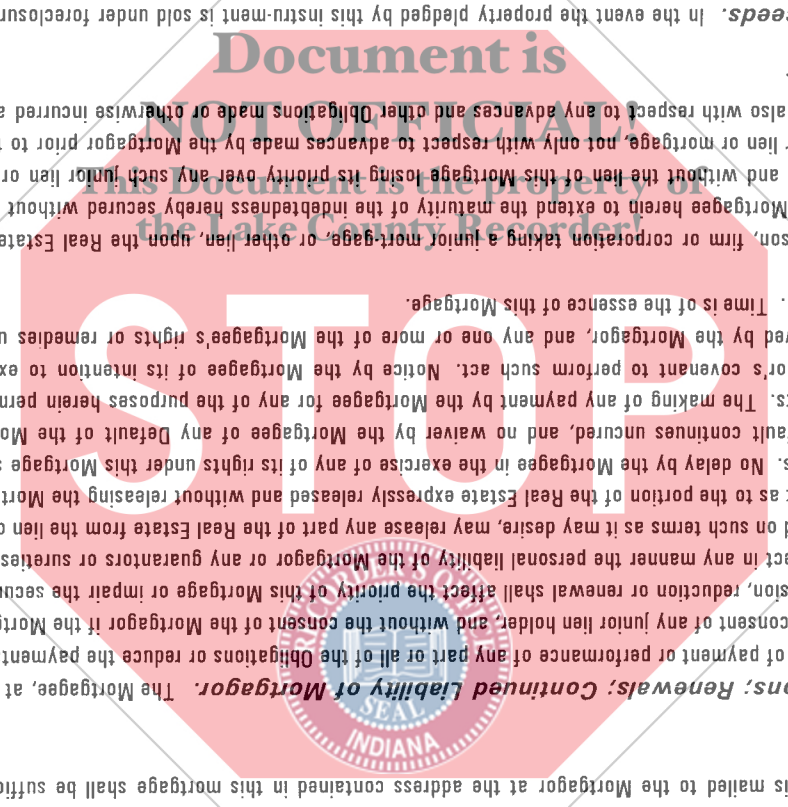 Document is
NOT OFFICIAL!
This Document is the property of
the Lake County Recorder!
STOP
RECORDER'S OFFICE
SEAL
INDIANA
is mailed to the Mortgagor at the address contained in this mortgage shall be suffic
ons; Renewals; Continued Liability of Mortgagor. The Mortgagee, at
of payment or performance of any part or all of the Obligations or reduce the payment
consent of any junior lien holder, and without the consent of the Mortgagor if the Mortg
sion, reduction or renewal shall affect the priority of this Mortgage or impair the secur
ect in any manner the personal liability of the Mortgagor or any guarantors or sureties
d on such terms as it may desire, may release any part of the Real Estate from the lien o
t as to the portion of the Real Estate expressly released and without releasing the Mort
s. No delay by the Mortgagee in the exercise of any of its rights under this Mortgage s
fault continues uncured, and no waiver by the Mortgagee of any Default of the Mo
ts. The making of any payment by the Mortgagee for any of the purposes herein perm
or's covenant to perform such act. Notice by the Mortgagee of its intention to ex
ved by the Mortgagor, and any one or more of the Mortgagee's rights or remedies u
. Time is of the essence of this Mortgage.
son, firm or corporation taking a junior mort-gage, or other lien, upon the Real Estate
Mortgagee herein to extend the maturity of the indebtedness hereby secured without
and without the lien of this Mortgage losing its priority over any such junior lien or
r lien or mortgage, not only with respect to advances made by the Mortgagor prior to t
also with respect to any advances and other Obligations made or otherwise incurred a
.
eeds. In the event the property pledged by this instru-ment is sold under foreclosur